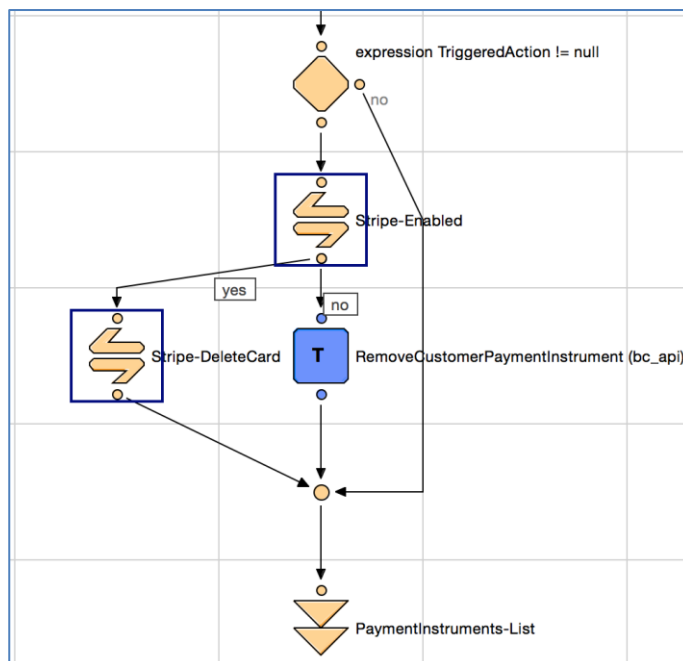 expression TriggeredAction != null
no
Stripe-Enabled
yes
no
Stripe-DeleteCard
T
RemoveCustomerPaymentInstrument (bc_api)
PaymentInstruments-List